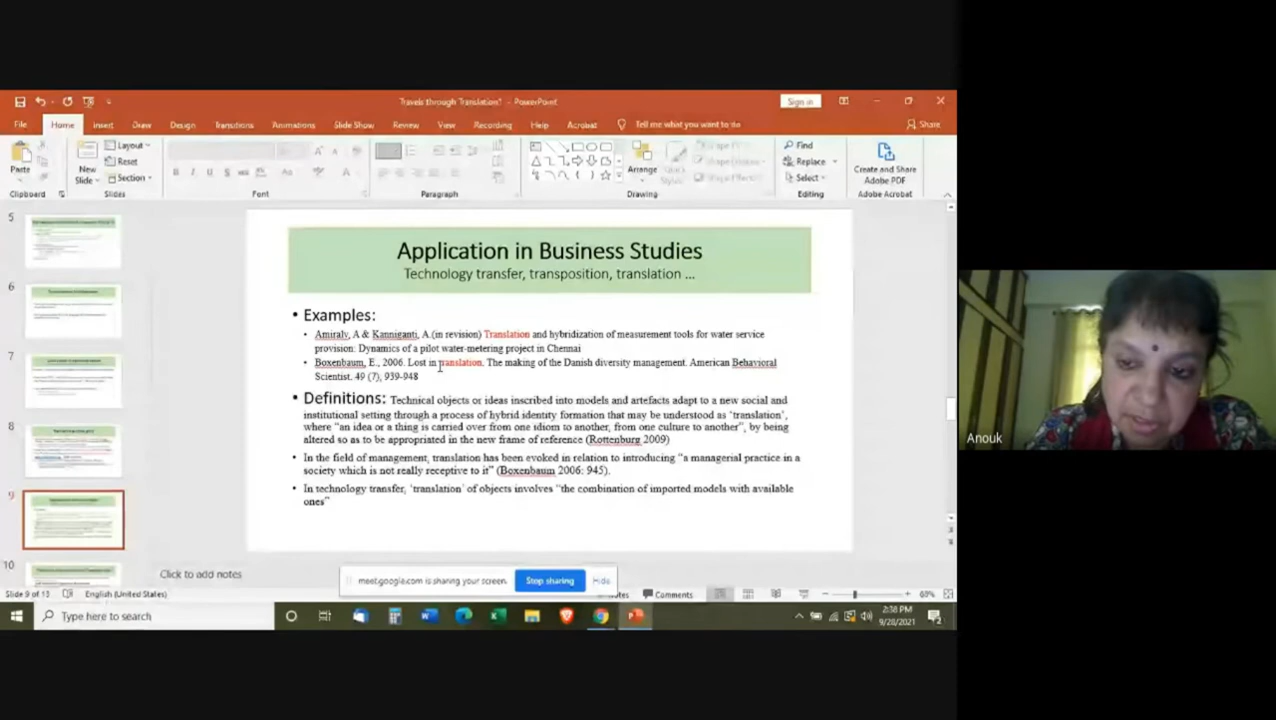 Travels through Translation? - PowerPoint
Sign in
File Home Insert Draw Design Transitions Animations Slide Show Review View Recording Help Acrobat Tell me what you want to do Share
Paste
Clipboard
New
Slide
Layout
Reset
Section
Slides
Font
Paragraph
Arrange
Quick
Styles
Drawing
Find
Replace
Select
Editing
Create and Share
Adobe PDF
Adobe Acrobat
5
6
7
8
9
10
Application in Business Studies
Technology transfer, transposition, translation ...
• Examples:
• Amiraly, A & Kanniganti, A.(in revision) Translation and hybridization of measurement tools for water service
provision: Dynamics of a pilot water-metering project in Chennai
• Boxenbaum, E., 2006. Lost in translation. The making of the Danish diversity management. American Behavioral
Scientist. 49 (7), 939-948
• Definitions: Technical objects or ideas inscribed into models and artefacts adapt to a new social and
institutional setting through a process of hybrid identity formation that may be understood as ‘translation’,
where “an idea or a thing is carried over from one idiom to another, from one culture to another”, by being
altered so as to be appropriated in the new frame of reference (Rottenburg 2009)
• In the field of management, translation has been evoked in relation to introducing “a managerial practice in a
society which is not really receptive to it” (Boxenbaum 2006: 945).
• In technology transfer, ‘translation’ of objects involves “the combination of imported models with available
ones”
Click to add notes
meet.google.com is sharing your screen.
Stop sharing
Hide
Slide 9 of 13 English (United States)
Comments
68%
Type here to search
2:38 PM
9/28/2021
Anouk